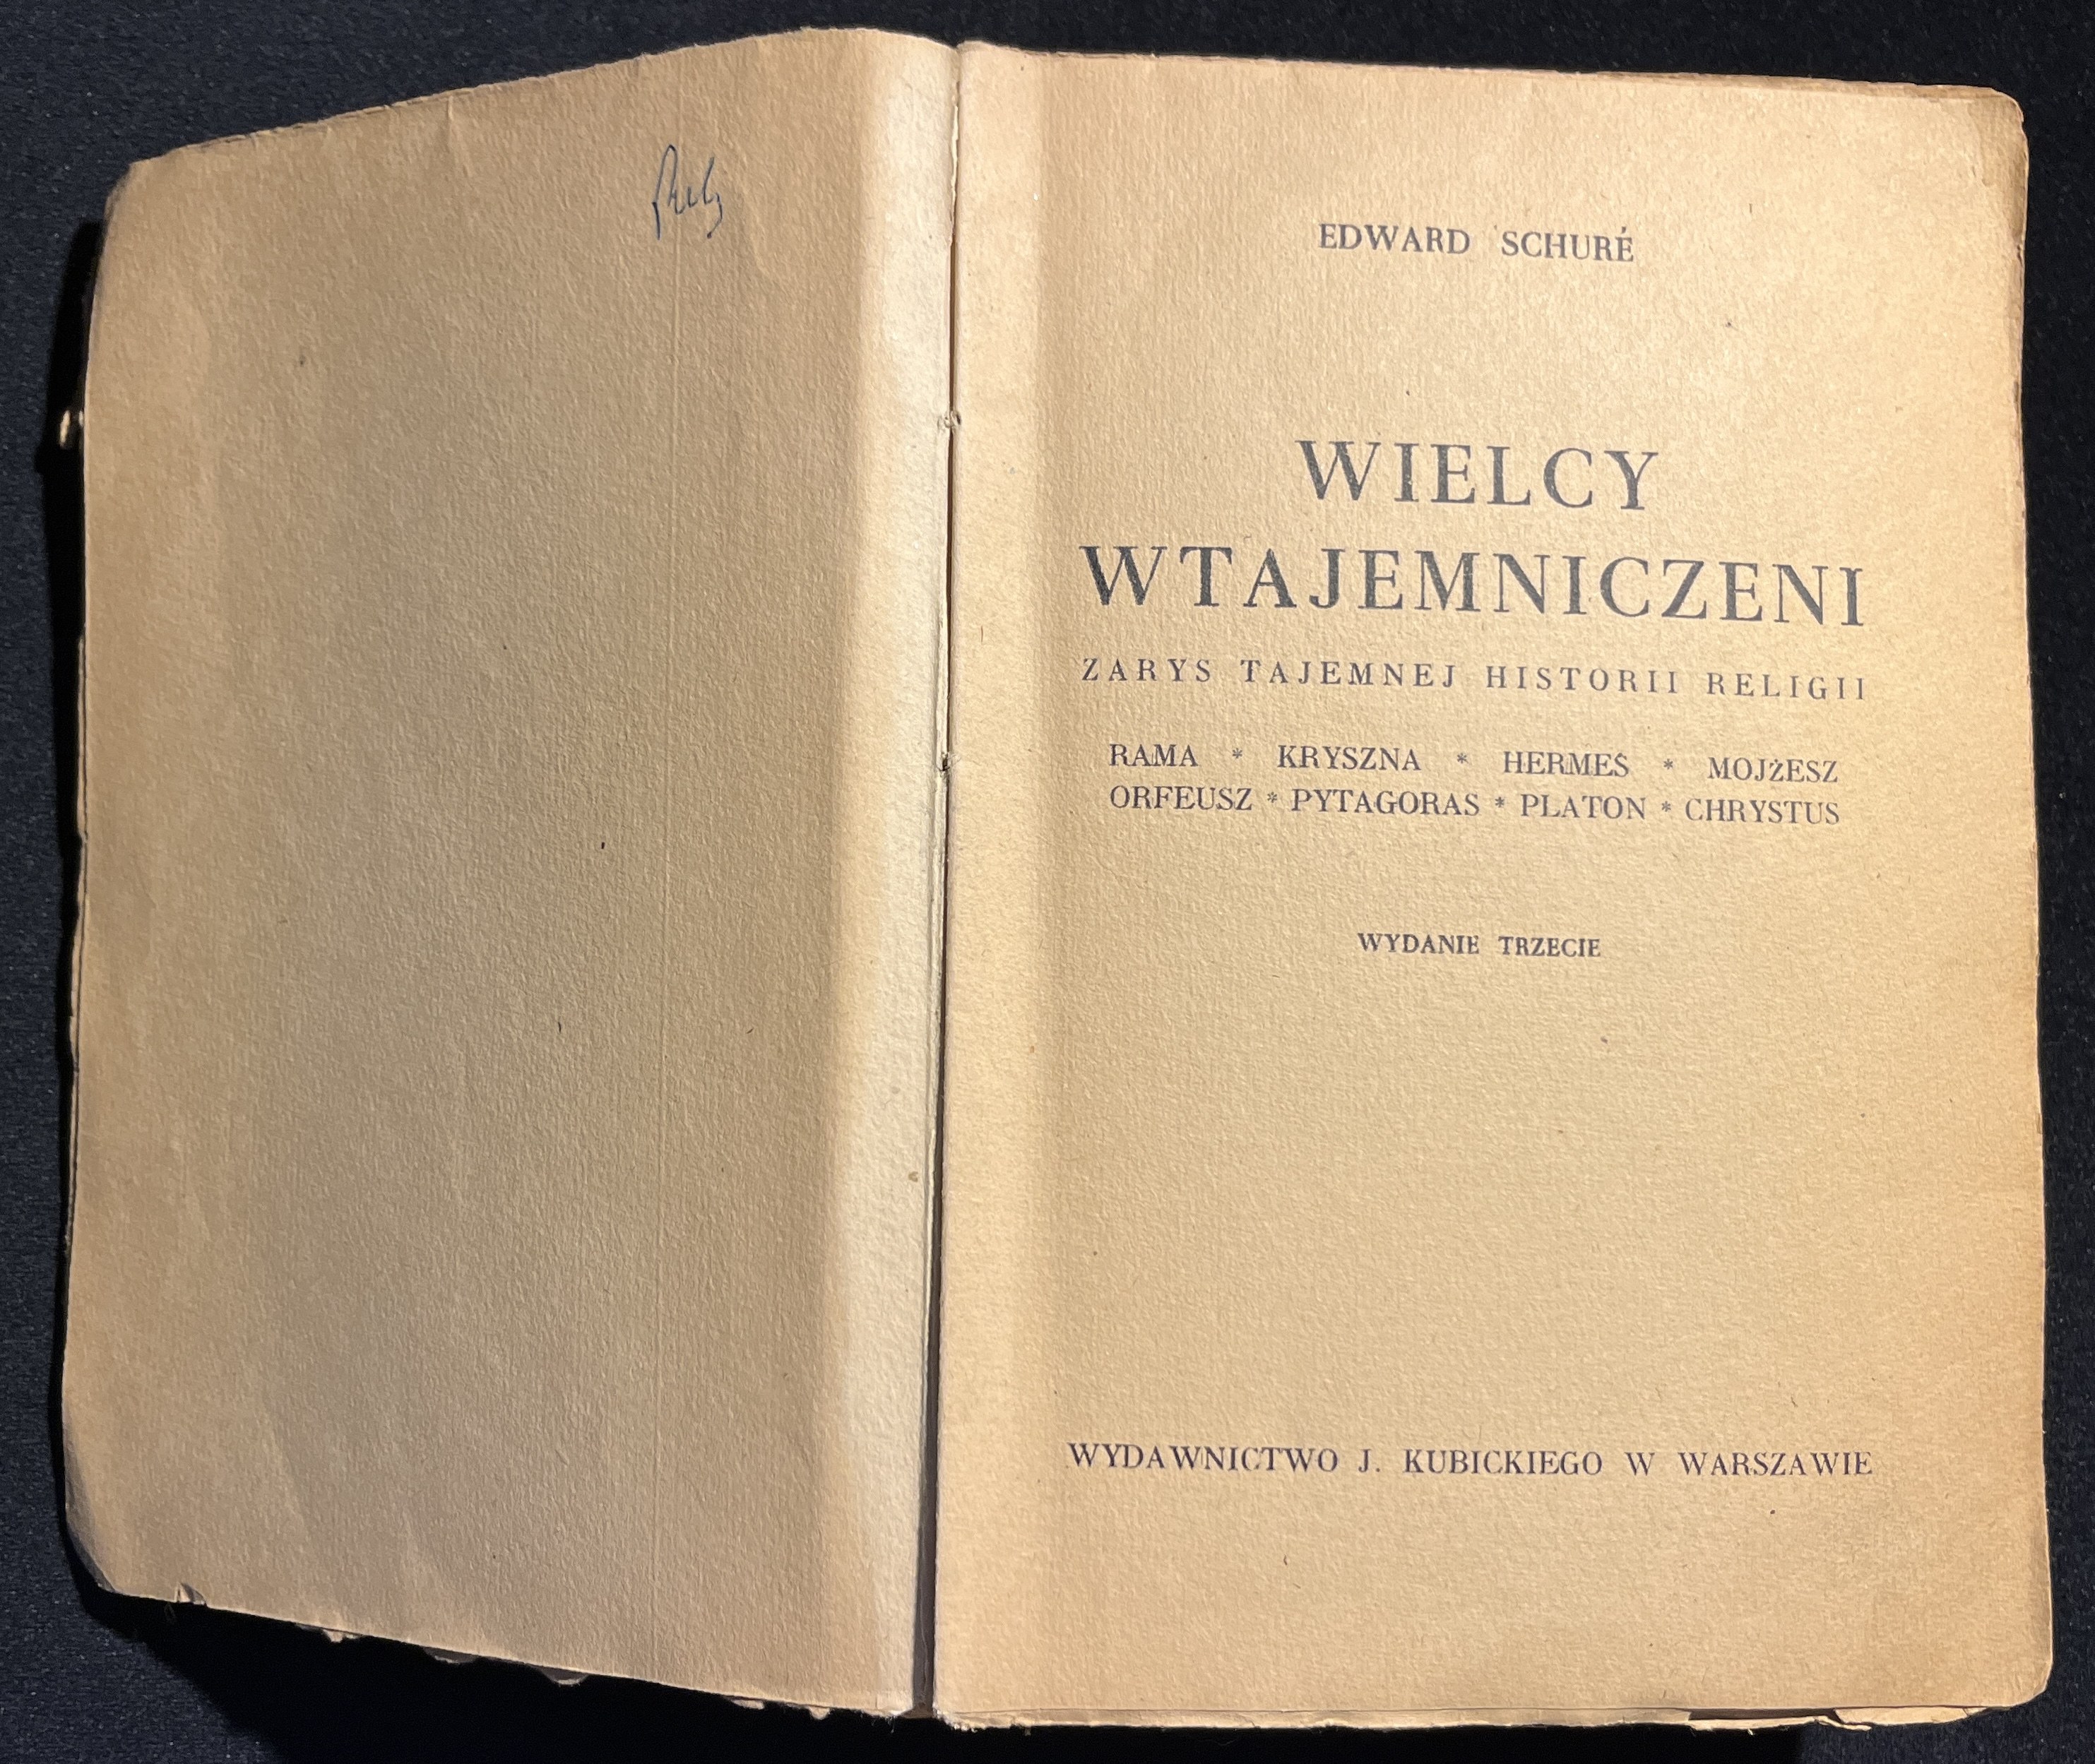 EDWARD SCHURÉ
WIELCY
WTAJEMNICZENI
ZARYS TAJEMNEJ HISTORII RELIGII
RAMA * KRYSZNA * HERMES * MOJŻESZ
ORFEUSZ * PYTAGORAS * PLATON * CHRYSTUS
WYDANIE TRZECIE
WYDAWNICTWO J. KUBICKIEGO W WARSZAWIE